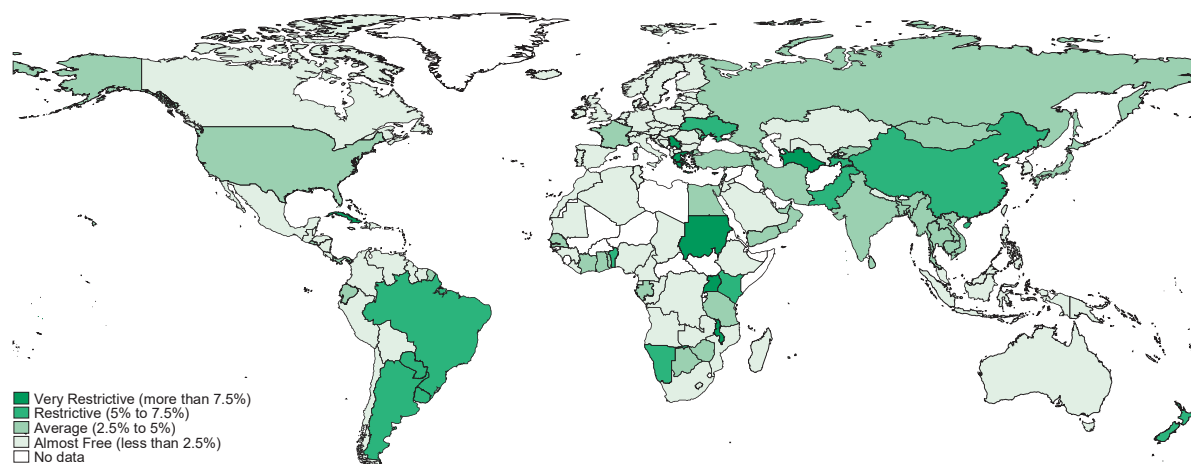 Very Restrictive (more than 7.5%)
Restrictive (5% to 7.5%)
Average (2.5% to 5%)
Almost Free (less than 2.5%)
No data